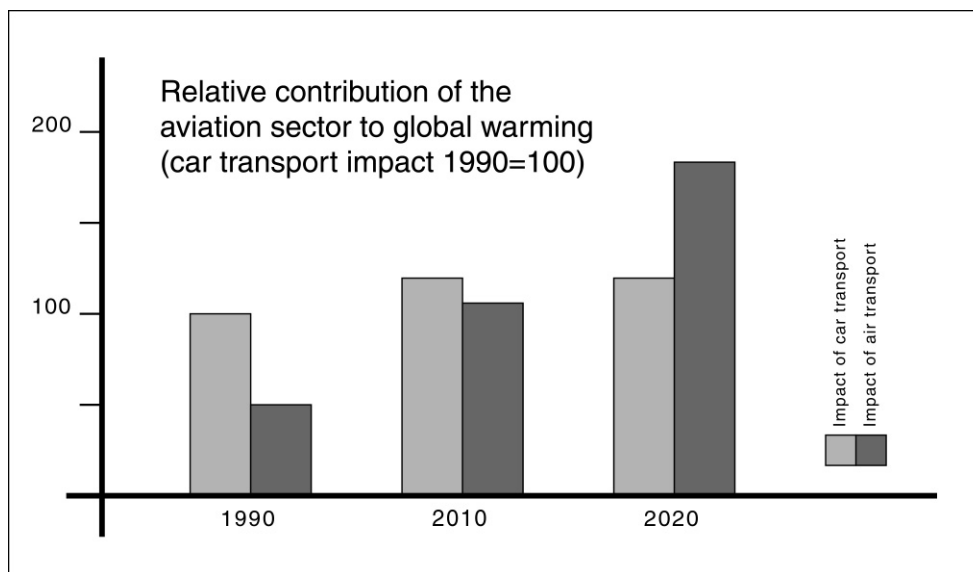 Relative contribution of the
aviation sector to global warming
(car transport impact 1990=100)
200
100
1990
2010
2020
Impact of car transport
Impact of air transport